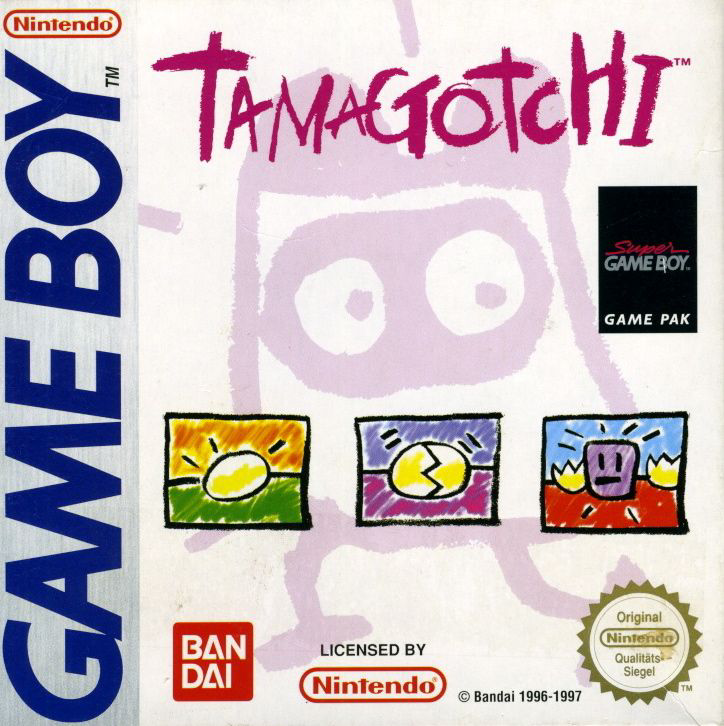 Nintendo
GAME BOY
TM
TAMAGOTCHI
TM
Super
GAME BOY
TM
GAME PAK
BAN
DAI
LICENSED BY
Nintendo
© Bandai 1996-1997
Original
Nintendo
Qualitäts-
Siegel
TM